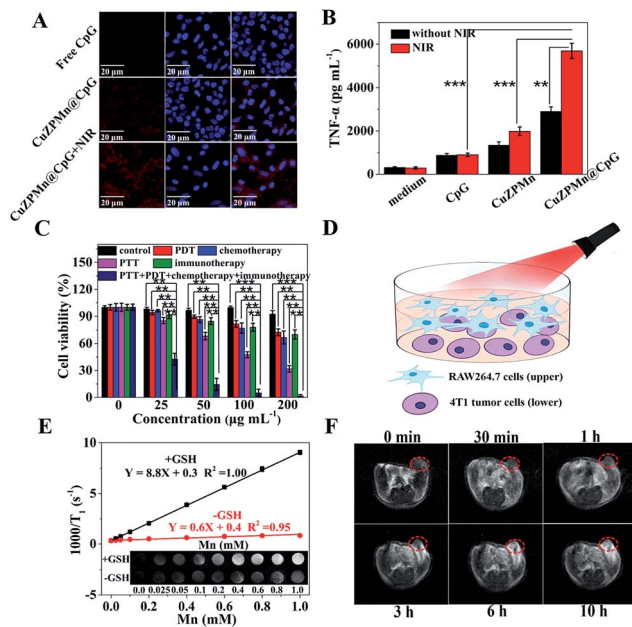 A
Free CpG
20 μm
20 μm
20 μm
CuZPMn@CpG
20 μm
20 μm
20 μm
CuZPMn@CpG+NIR
20 μm
20 μm
20 μm
B
without NIR
NIR
TNF-α (pg mL⁻¹)
6000
4000
2000
0
***
***
**
medium
CpG
CuZPMn
CuZPMn@CpG
C
control PDT chemotherapy
PTT immunotherapy
PTT+PDT+chemotherapy+immunotherapy
Cell viability (%)
150
120
90
60
30
0
** ** *** ***
** ** ** **
** ** ** **
** ** ** **
0 25 50 100 200
Concentration (μg mL⁻¹)
D
RAW264.7 cells (upper)
4T1 tumor cells (lower)
E
1000/T₁ (s⁻¹)
10
5
0
-5
+GSH
Y = 8.8X + 0.3 R² =1.00
-GSH
Y = 0.6X + 0.4 R² =0.95
Mn (mM)
+GSH
-GSH
0.0 0.025 0.05 0.1 0.2 0.4 0.6 0.8 1.0
0.0 0.2 0.4 0.6 0.8 1.0
Mn (mM)
F
0 min 30 min 1 h
3 h 6 h 10 h